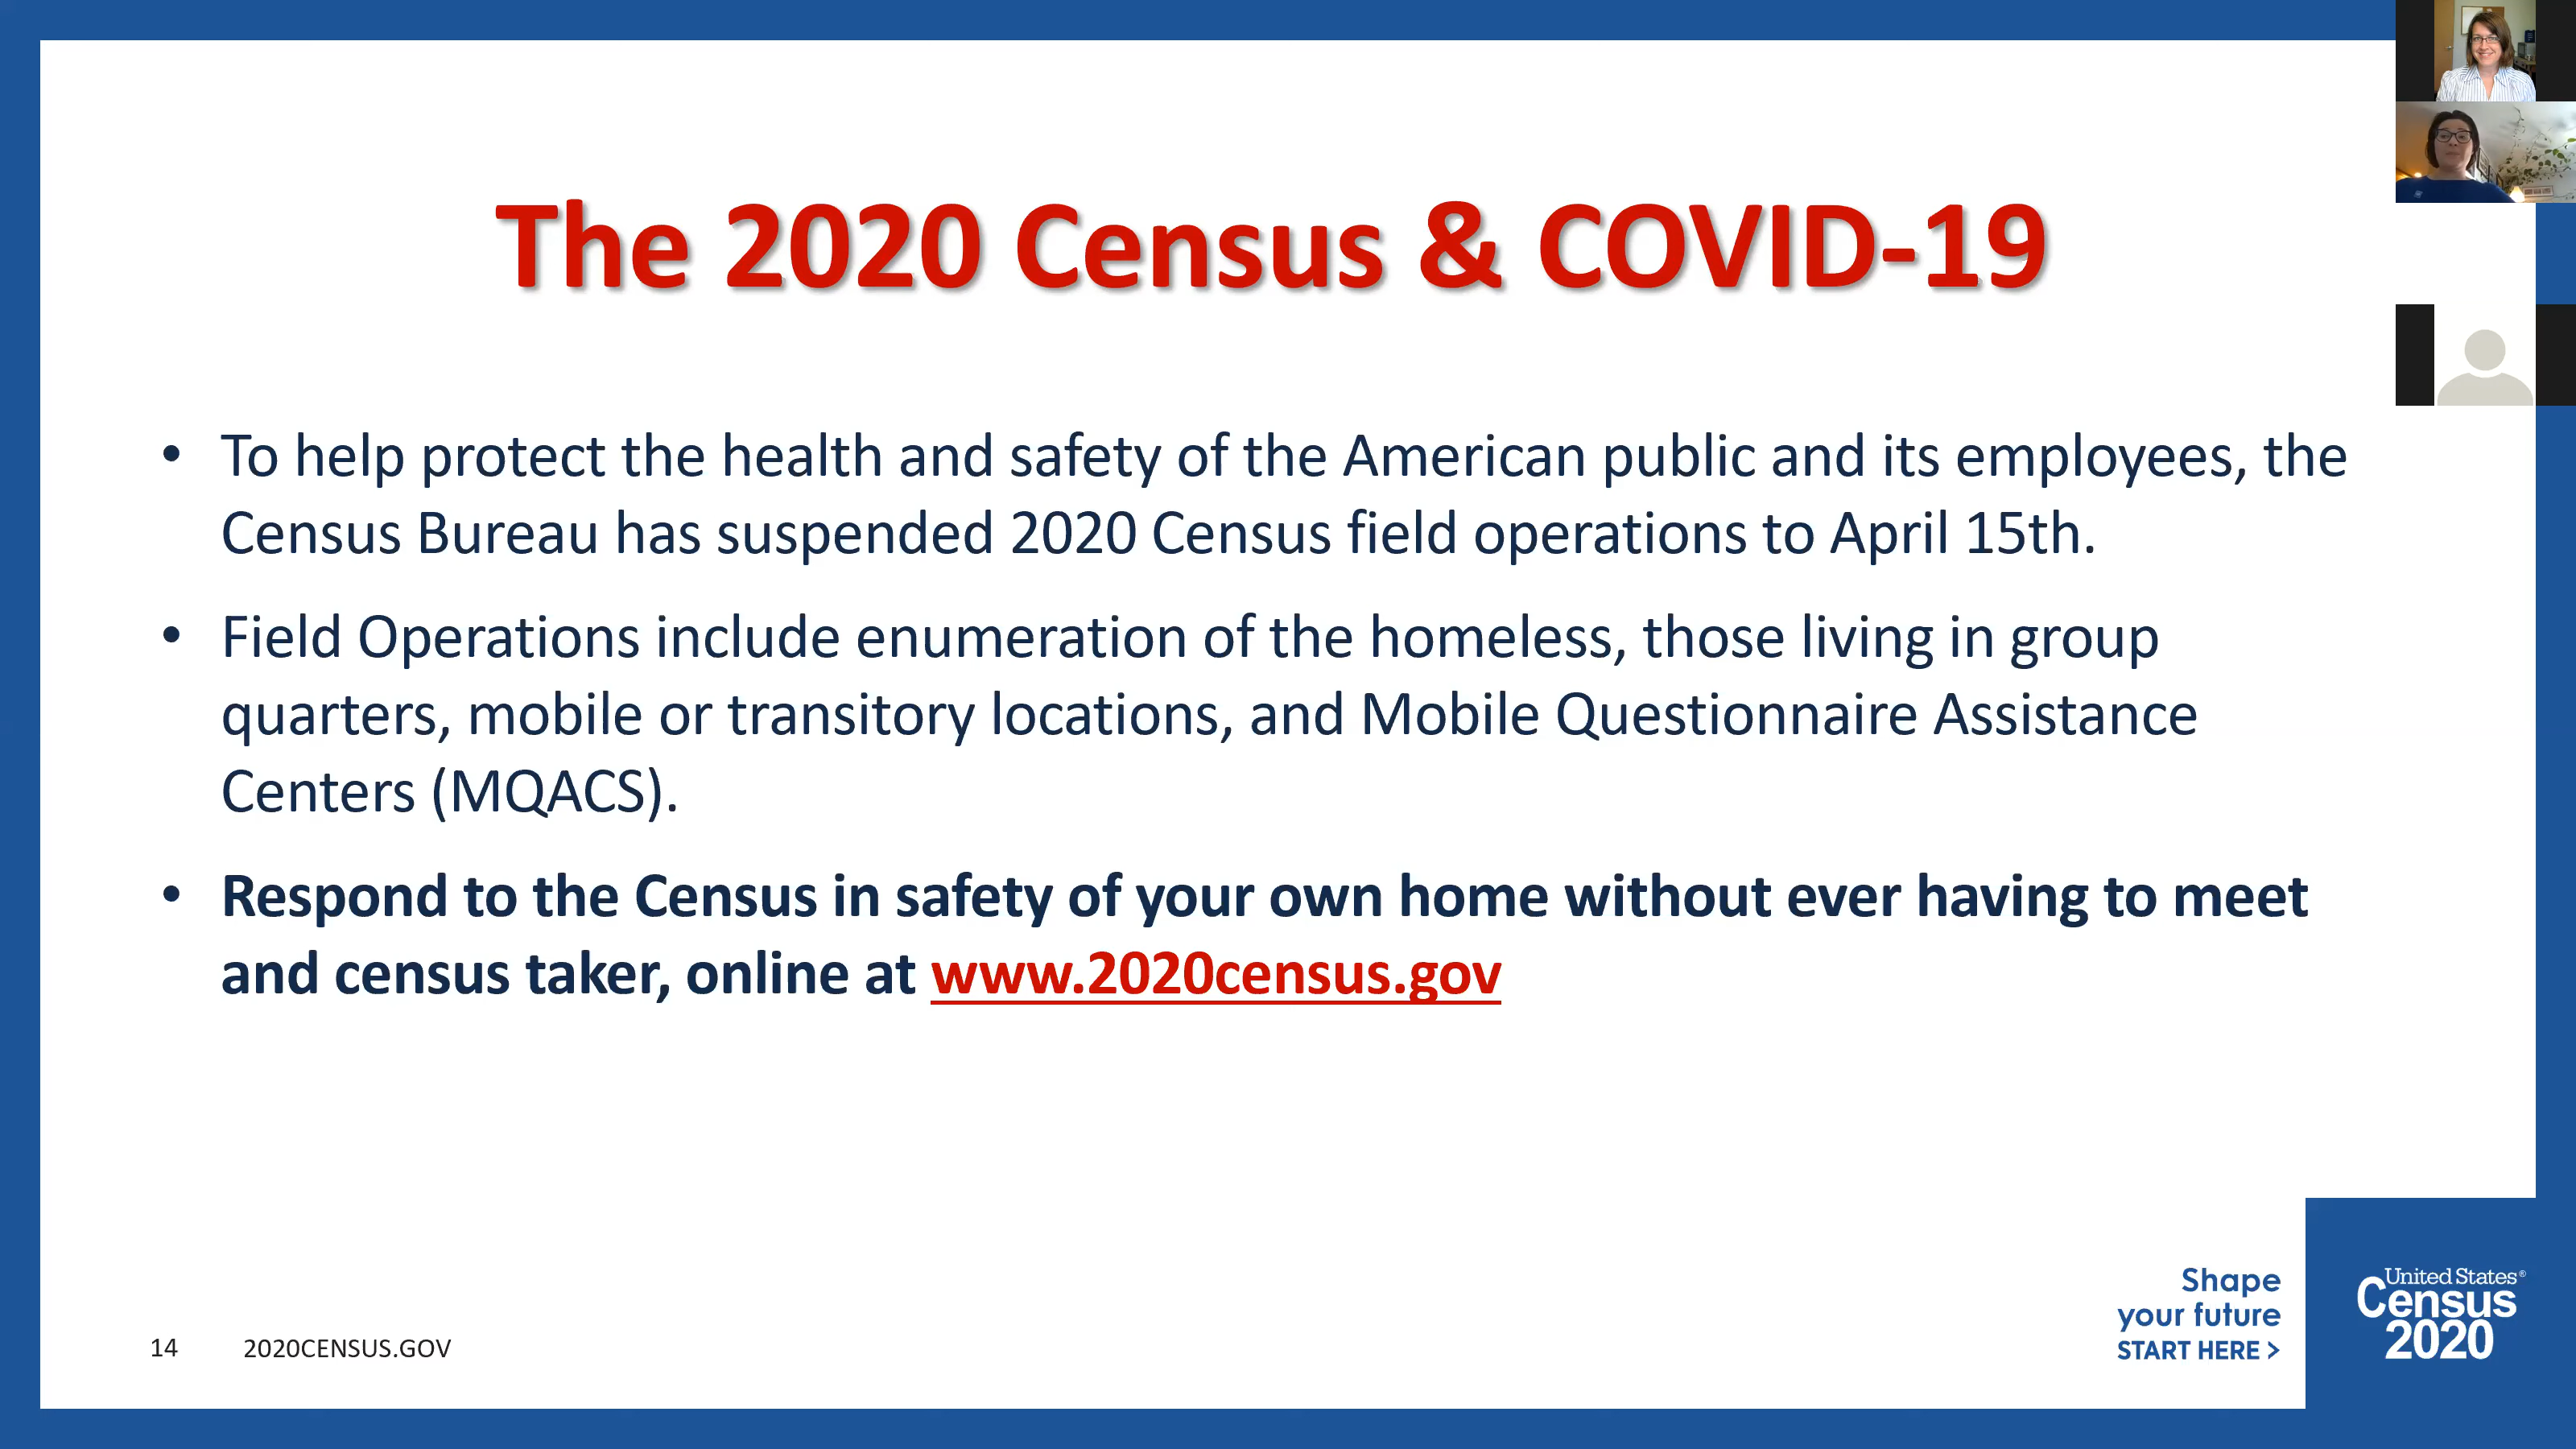 The 2020 Census & COVID-19
• To help protect the health and safety of the American public and its employees, the
Census Bureau has suspended 2020 Census field operations to April 15th.
• Field Operations include enumeration of the homeless, those living in group
quarters, mobile or transitory locations, and Mobile Questionnaire Assistance
Centers (MQACS).
• Respond to the Census in safety of your own home without ever having to meet
and census taker, online at www.2020census.gov
14 2020CENSUS.GOV
Shape
your future
START HERE >
United States®
Census
2020